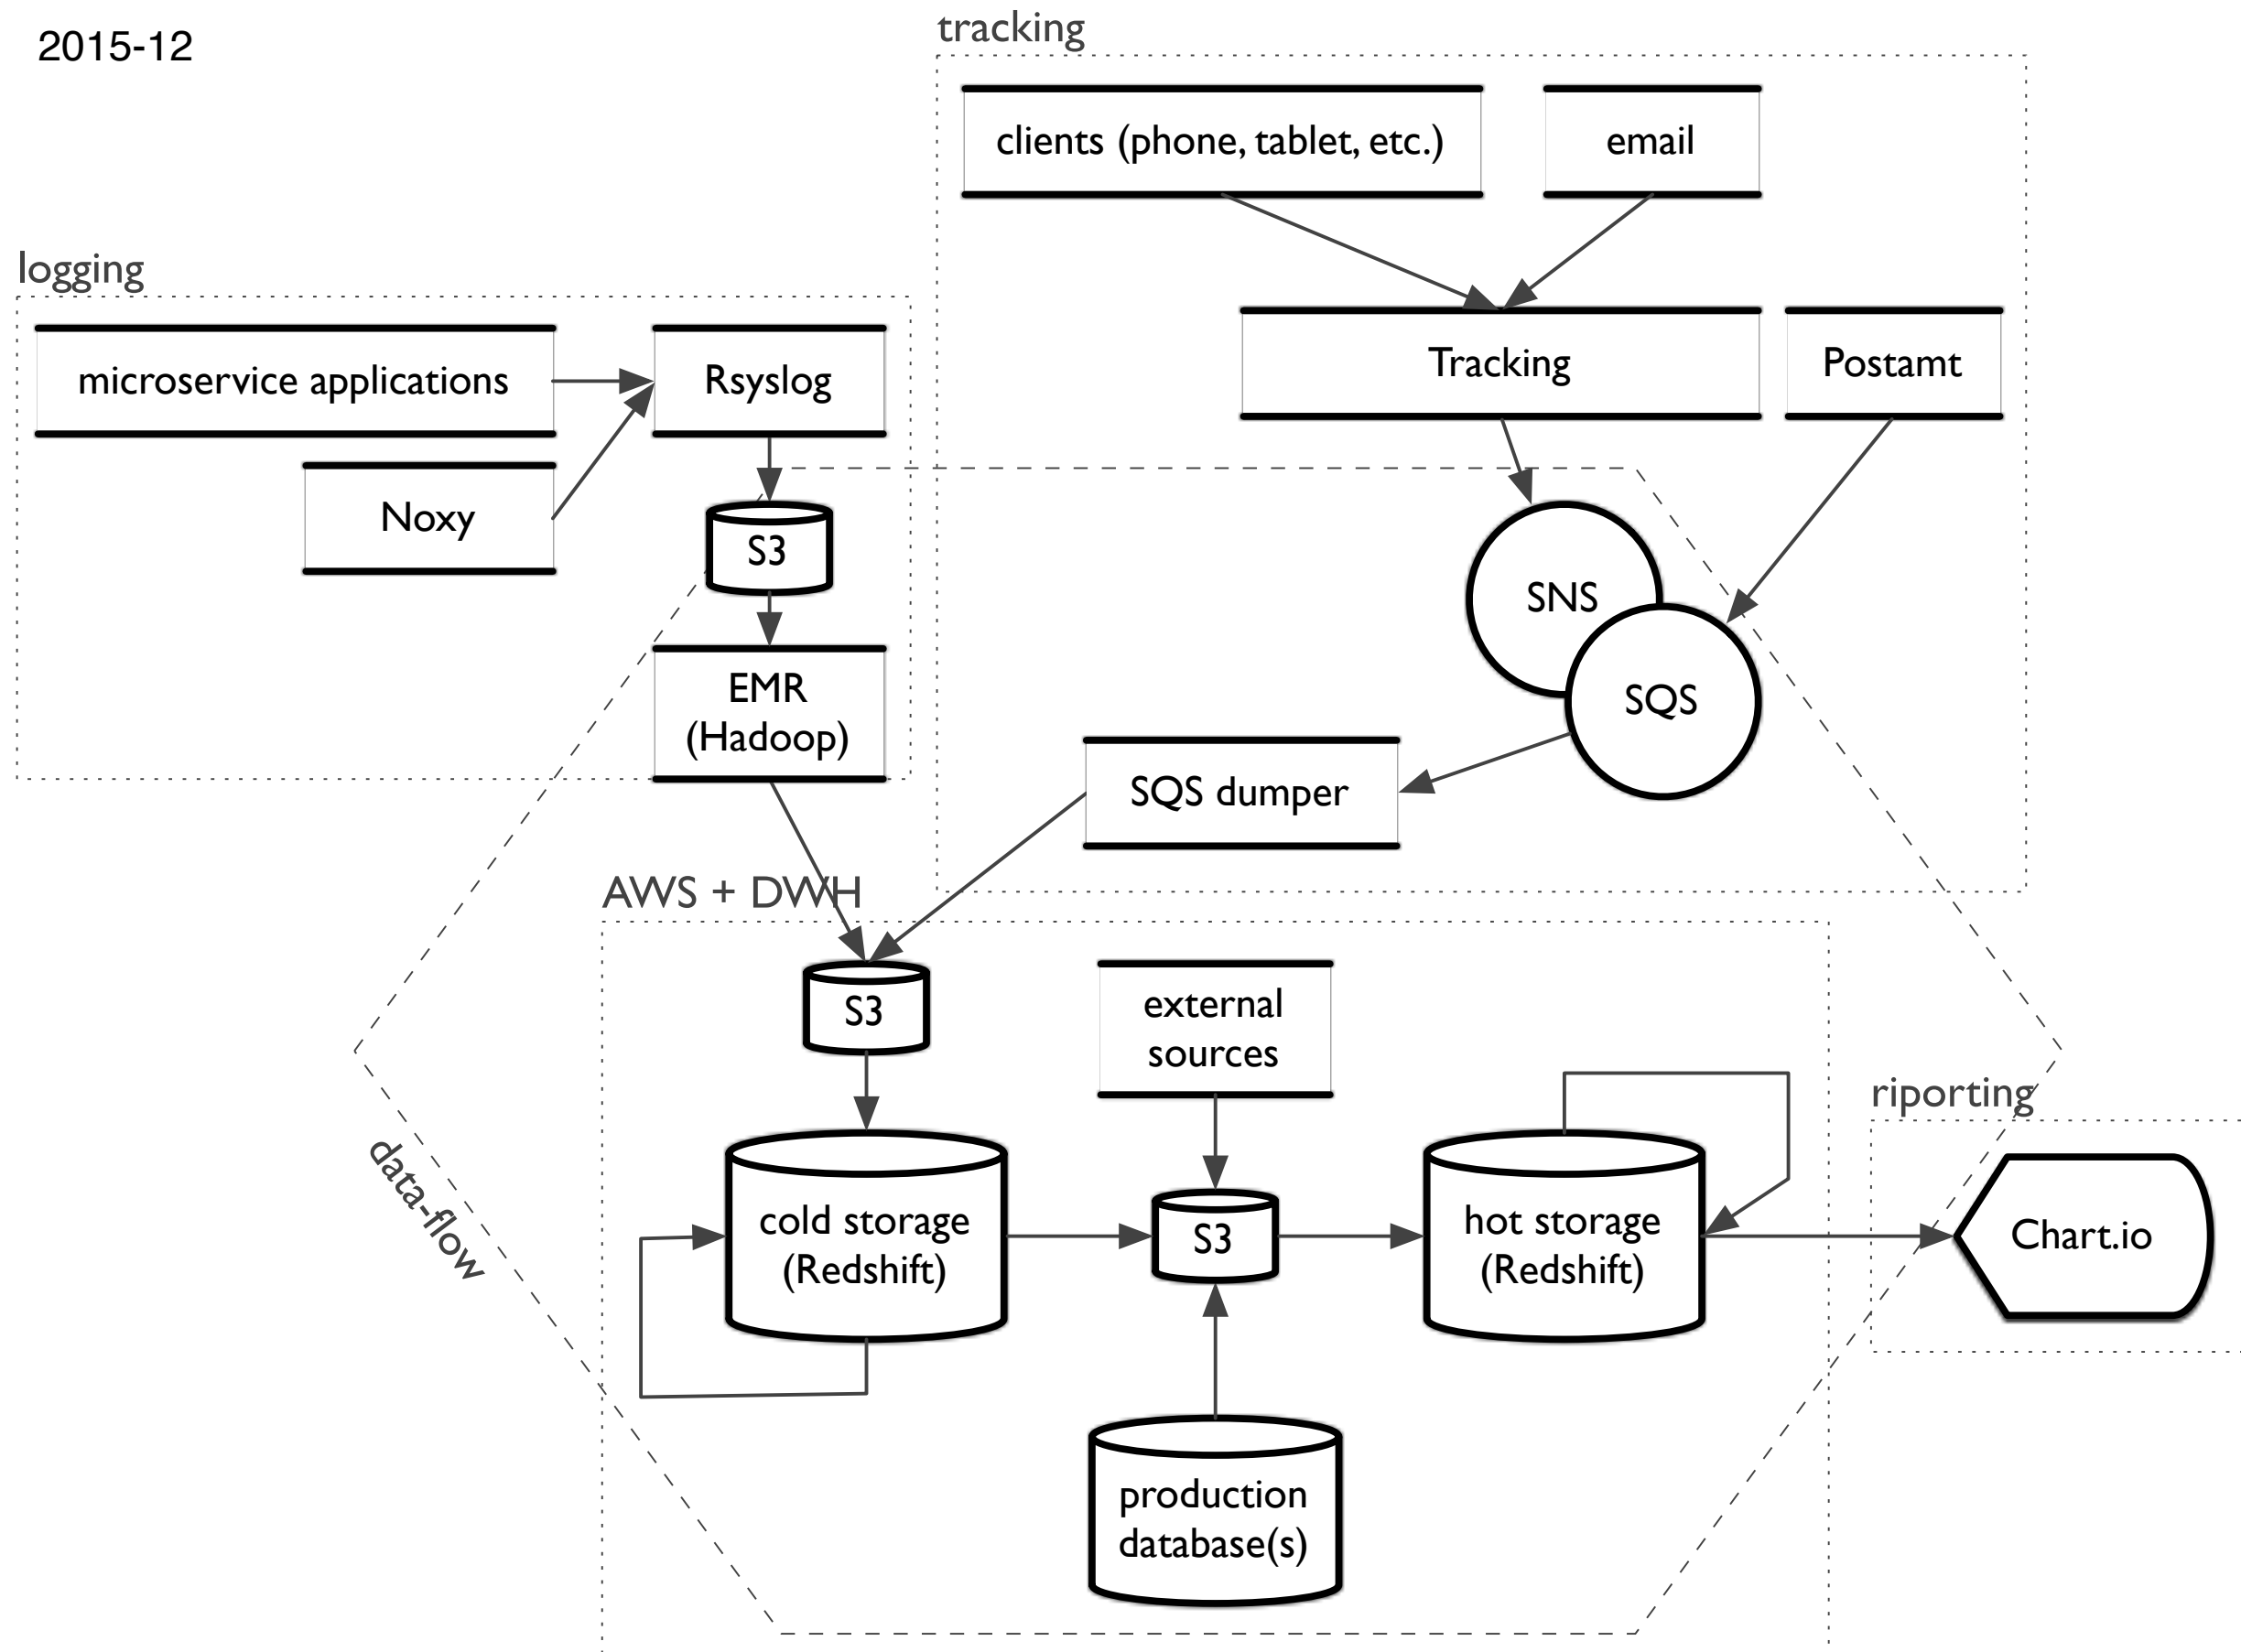 2015-12
tracking
clients (phone, tablet, etc.)
email
logging
microservice applications
Rsyslog
Tracking
Postamt
Noxy
S3
SNS
EMR
(Hadoop)
SQS
SQS dumper
AWS + DWH
S3
external
sources
riporting
data-flow
cold storage
(Redshift)
S3
hot storage
(Redshift)
Chart.io
production
database(s)